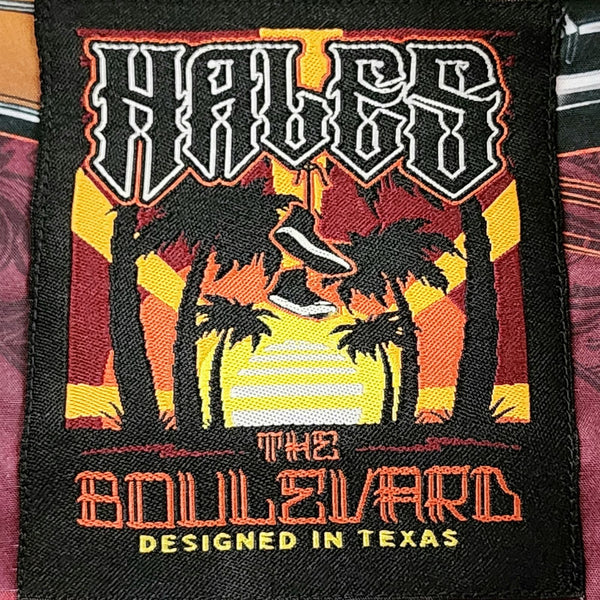 HALES
THE
BOULEVARD
DESIGNED IN TEXAS